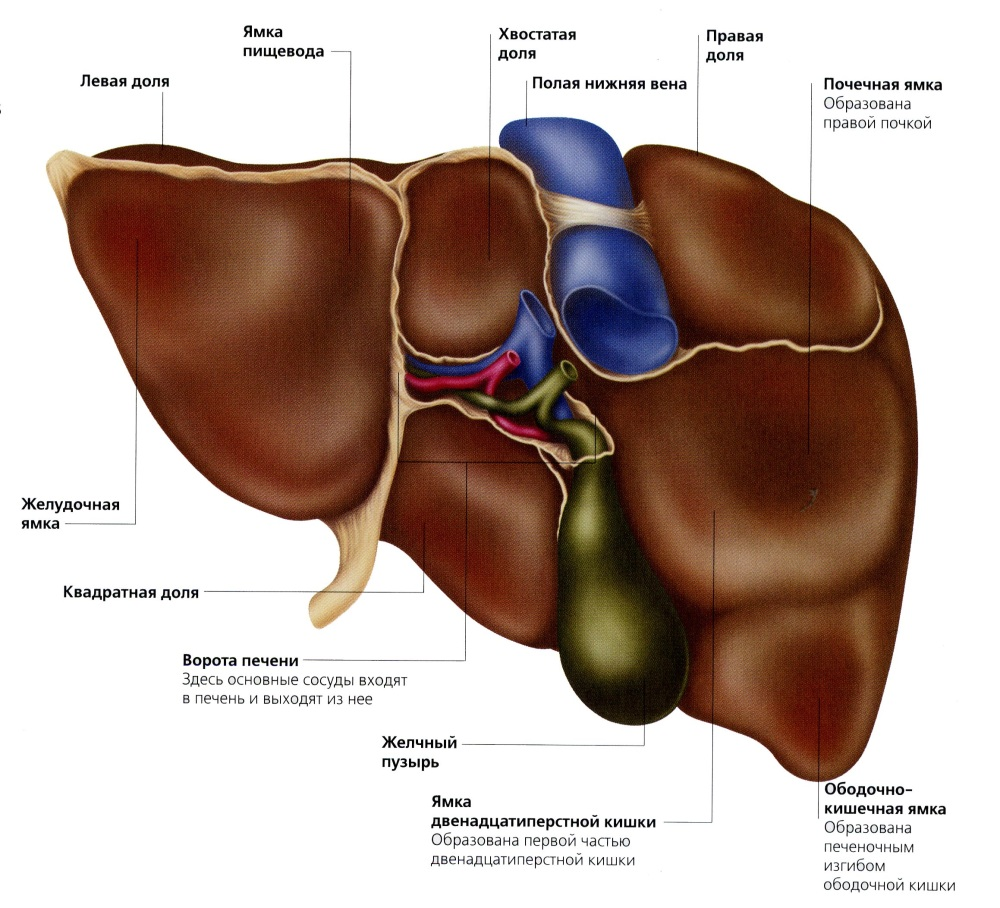 Ямка
пищевода
Хвостатая
доля
Правая
доля
Левая доля
Полая нижняя вена
Почечная ямка
Образована
правой почкой
Желудочная
ямка
Квадратная доля
Ворота печени
Здесь основные сосуды входят
в печень и выходят из нее
Желчный
пузырь
Ямка
двенадцатиперстной кишки
Образована первой частью
двенадцатиперстной кишки
Ободочно-
кишечная ямка
Образована
печеночным
изгибом
ободочной кишки